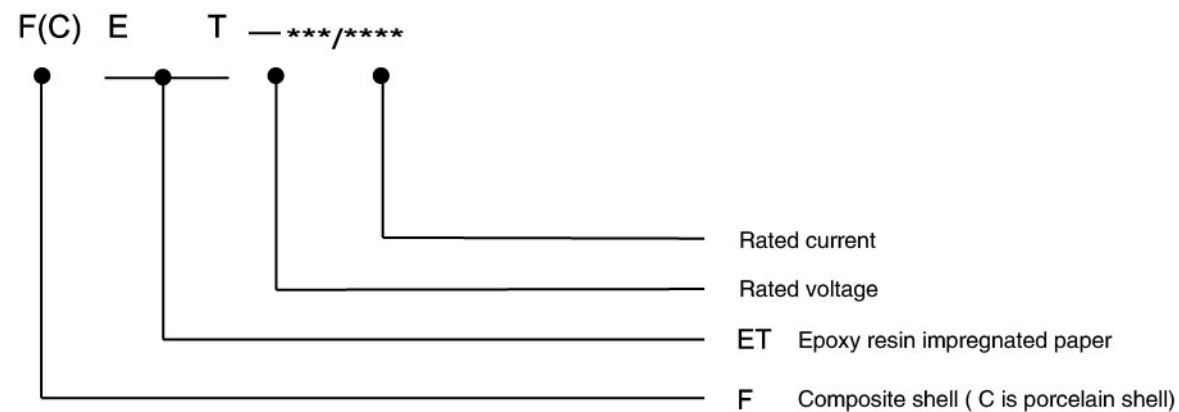 F(C) E T — ***/****
Rated current
Rated voltage
ET Epoxy resin impregnated paper
F Composite shell ( C is porcelain shell)